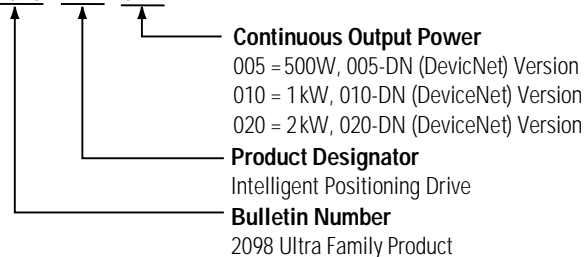 Continuous Output Power
005 = 500W, 005-DN (DevicNet) Version
010 = 1 kW, 010-DN (DeviceNet) Version
020 = 2 kW, 020-DN (DeviceNet) Version
Product Designator
Intelligent Positioning Drive
Bulletin Number
2098 Ultra Family Product